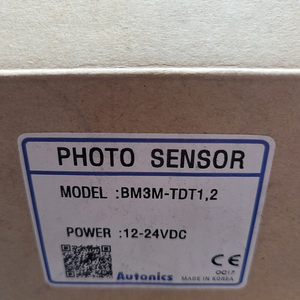 PHOTO SENSOR
MODEL :BM3M-TDT1,2
POWER :12-24VDC
CE
Autonics
MADE IN KOREA